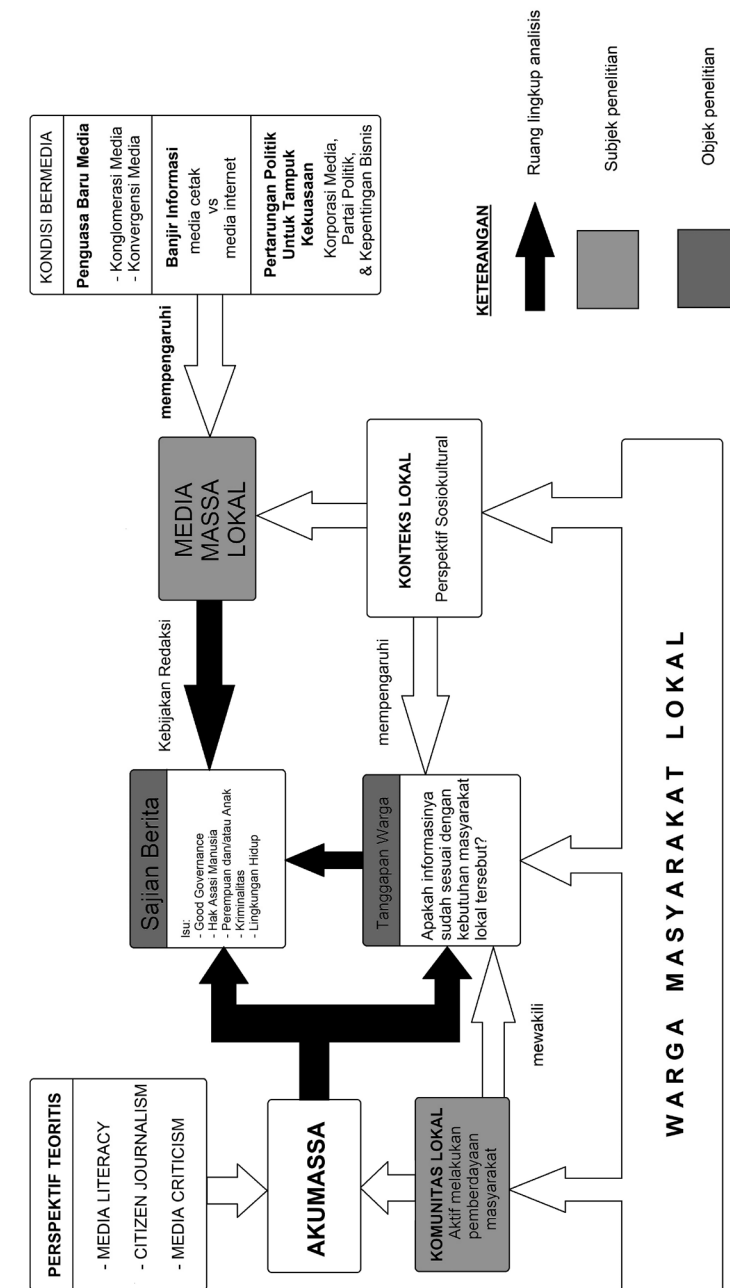 PERSPEKTIF TEORITIS
- MEDIA LITERACY
- CITIZEN JOURNALISM
- MEDIA CRITICISM
AKUMASSA
KOMUNITAS LOKAL
Aktif melakukan
pemberdayaan
masyarakat
mewakili
Sajian Berita
Isu:
- Good Governance
- Hak Asasi Manusia
- Perempuan dan/atau Anak
- Kriminalitas
- Lingkungan Hidup
Tanggapan Warga
Apakah informasinya
sudah sesuai dengan
kebutuhan masyarakat
lokal tersebut?
Kebijakan Redaksi
mempengaruhi
MEDIA
MASSA
LOKAL
KONTEKS LOKAL
Perspektif Sosiokultural
mempengaruhi
KONDISI BERMEDIA
Penguasa Baru Media
- Konglomerasi Media
- Konvergensi Media
Banjir Informasi
media cetak
vs
media internet
Pertarungan Politik
Untuk Tampuk
Kekuasaan
Korporasi Media,
Partai Politik,
& Kepentingan Bisnis
WARGA MASYARAKAT LOKAL
KETERANGAN
Ruang lingkup analisis
Subjek penelitian
Objek penelitian